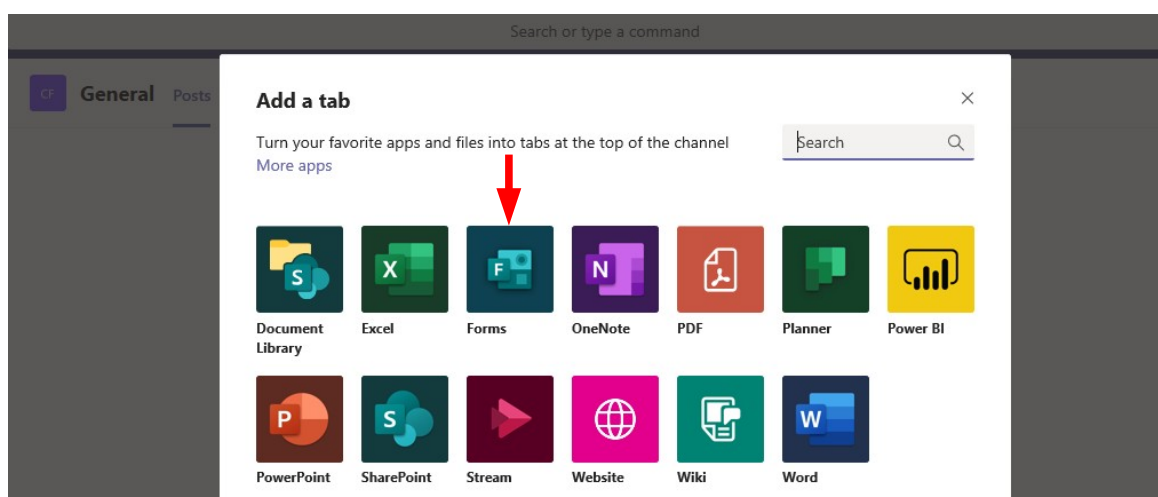 Search or type a command
CF General Posts
Add a tab
Turn your favorite apps and files into tabs at the top of the channel
More apps
Search
S X F N
Document Library Excel Forms OneNote PDF Planner Power BI
P S W
PowerPoint SharePoint Stream Website Wiki Word